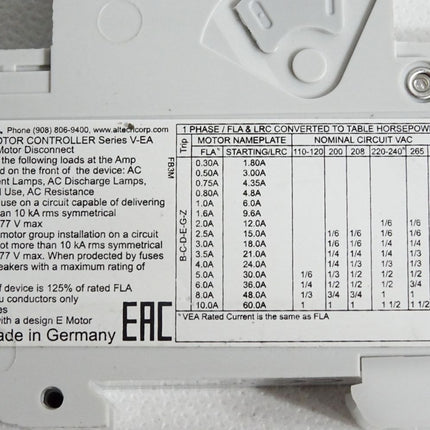 Phone (908) 806-9400, www.altechcorp.com
MOTOR CONTROLLER Series V-EA
Motor Disconnect
the following loads at the Amp
on the front of the device: AC
Lamps, AC Discharge Lamps,
Use, AC Resistance
use on a circuit capable of delivering
than 10 kA rms symmetrical
77 V max
motor group installation on a circuit
not more than 10 kA rms symmetrical
77 V max. When prodected by fuses
with a maximum rating of
of device is 125% of rated FLA
conductors only
with a design E Motor
Made in Germany
EAC
FB3M
Trip
B-C-D-E-G-Z
1 PHASE / FLA & LRC CONVERTED TO TABLE HORSEPOW
MOTOR NAMEPLATE NOMINAL CIRCUIT VAC
FLA* STARTING/LRC 110-120 200 208 220-240* 265
0.30A 1.80A
0.50A 3.00A
0.75A 4.35A
0.80A 4.8A
1.0A 6.0A
1.6A 9.6A
2.0A 12.0A 1/6 1/6
2.5A 15.0A 1/6 1/6 1/6 1/6
3.0A 18.0A 1/6 1/6 1/4 1/4
3.5A 21.0A 1/4 1/4 1/4 1/3
4.0A 24.0A 1/4 1/4 1/3 1/3
5.0A 30.0A 1/6 1/3 1/3 1/2 1/2
6.0A 36.0A 1/4 1/2 1/2 1/2 3/4
8.0A 48.0A 1/3 3/4 3/4 1 1
10.0A 60.0A 1 1 1 1/2 1 1/2
* VEA Rated Current is the same as FLA